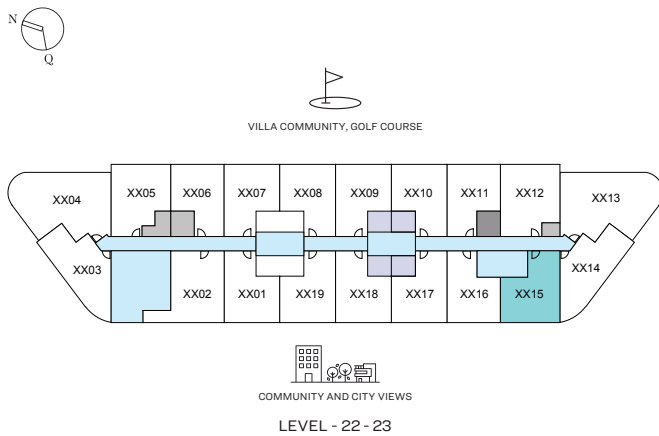 N
Q
VILLA COMMUNITY, GOLF COURSE
XX04
XX05
XX06
XX07
XX08
XX09
XX10
XX11
XX12
XX13
XX03
XX02
XX01
XX19
XX18
XX17
XX16
XX15
XX14
COMMUNITY AND CITY VIEWS
LEVEL - 22 - 23